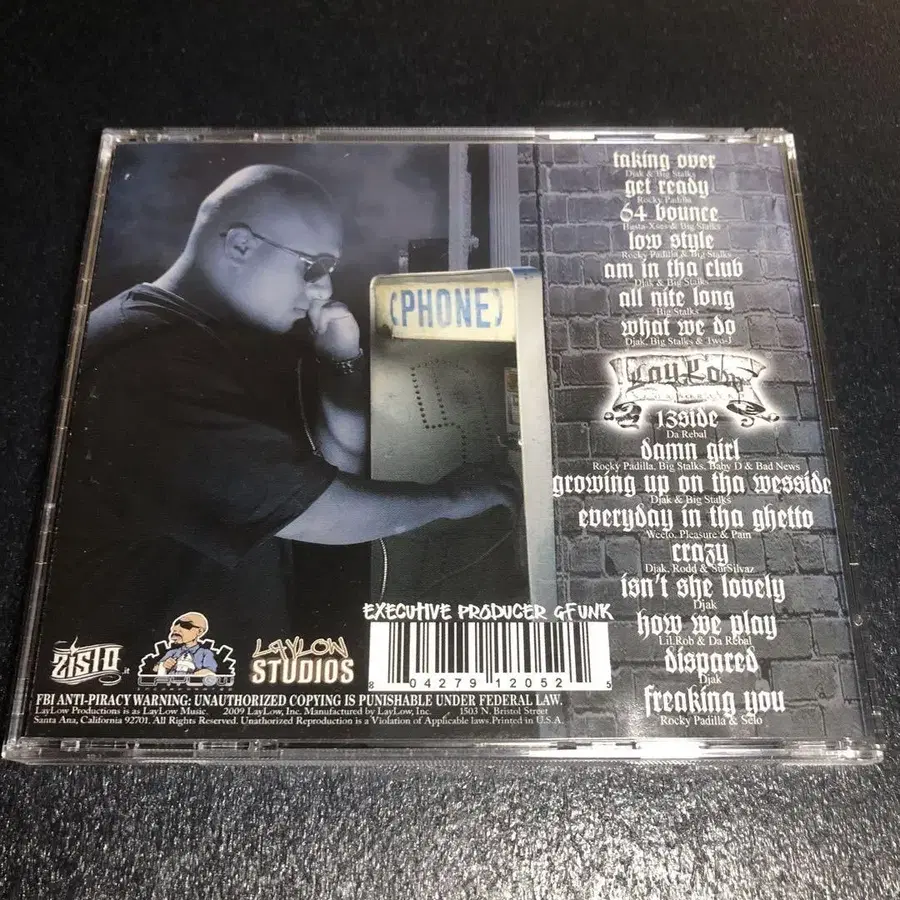 (PHONE)
taking over
Djak & Big Stalks
get ready
Rocky Padilla
64 bounce
Husta-Xses & Big Stalks
low style
Rocky Padilla & Big Stalks
am in tha club
Djak & Big Stalks
all nite long
Big Stalks
what we do
Djak, Big Stalks & Two-J
Lay Low
13side
Da Rebal
damn girl
Rocky Padilla, Big Stalks, Baby D & Bad News
growing up on tha wesside
Djak & Big Stalks
everyday in tha ghetto
Weeto, Pleasure & Pain
crazy
Djak, Rodd & SurSilvaz
isn't she lovely
Djak
how we play
Lil Rob & Da Rebal
dispared
Djak
freaking you
Rocky Padilla & Selo
EXECUTIVE PRODUCER GFUNK
8 04279 12052 5
ZISIO.it
LAYLOW
STUDIOS
FBI ANTI-PIRACY WARNING: UNAUTHORIZED COPYING IS PUNISHABLE UNDER FEDERAL LAW.
LayLow Productions is as LayLow Music. 2009 LayLow, Inc. Manufactured by LayLow, Inc. 1503 N. Bristol Street
Santa Ana, California 92701. All Rights Reserved. Unathorized Reproduction is a Violation of Applicable laws. Printed in U.S.A.